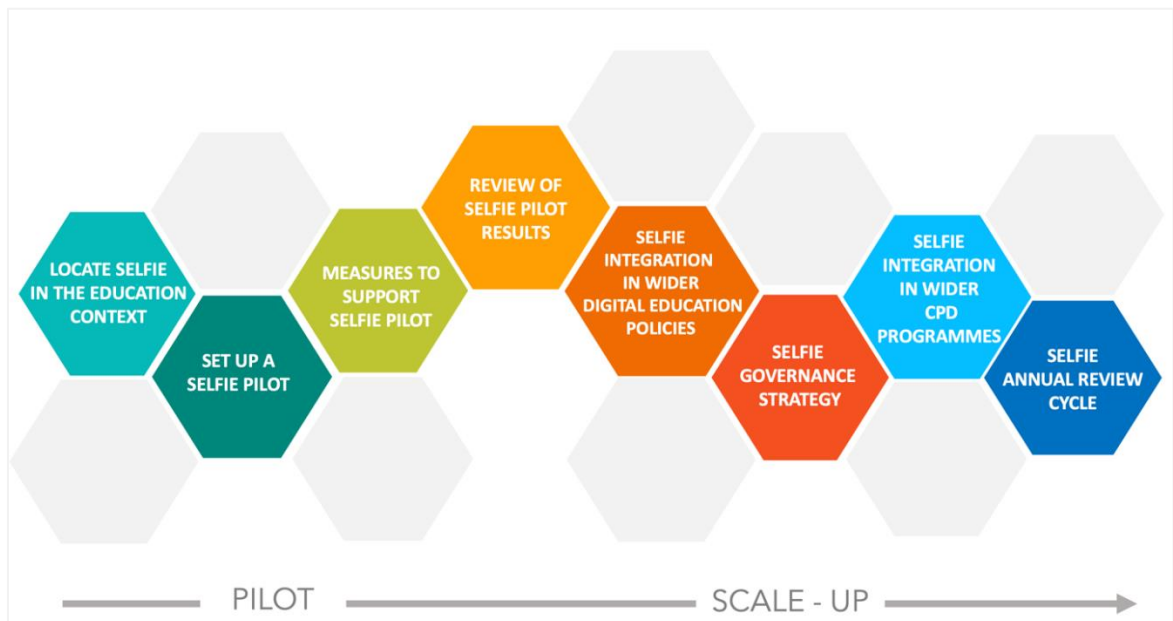 LOCATE SELFIE
IN THE EDUCATION
CONTEXT
SET UP A
SELFIE PILOT
MEASURES TO
SUPPORT
SELFIE PILOT
REVIEW OF
SELFIE PILOT
RESULTS
SELFIE
INTEGRATION
IN WIDER
DIGITAL EDUCATION
POLICIES
SELFIE
GOVERNANCE
STRATEGY
SELFIE
INTEGRATION
IN WIDER
CPD
PROGRAMMES
SELFIE
ANNUAL REVIEW
CYCLE
PILOT
SCALE - UP